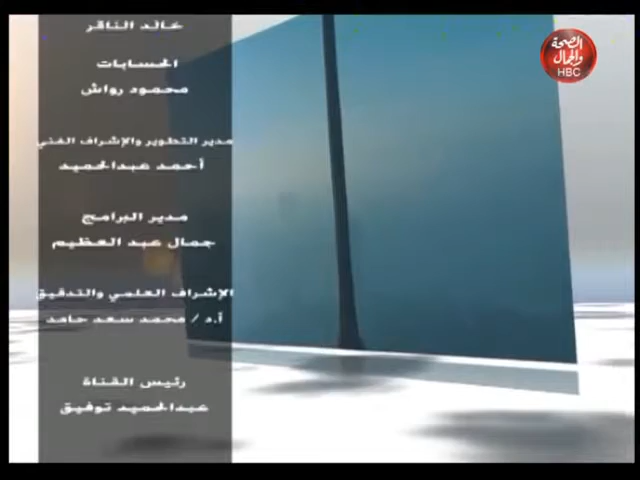 خالد الناقر
الصحة
والجمال
HBC
الحسابات
محمود رواش
مدير التطوير والإشراف الفني
أحمد عبدالحميد
مدير البرامج
جمال عبد العظيم
الإشراف العلمي والتدقيق
أ.د / محمد سعد حامد
رئيس القناة
عبدالحميد توفيق